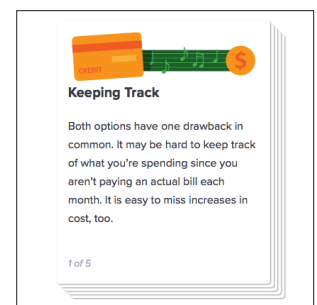 $
CREDIT
Keeping Track
Both options have one drawback in
common. It may be hard to keep track
of what you're spending since you
aren't paying an actual bill each
month. It is easy to miss increases in
cost, too.
1 of 5